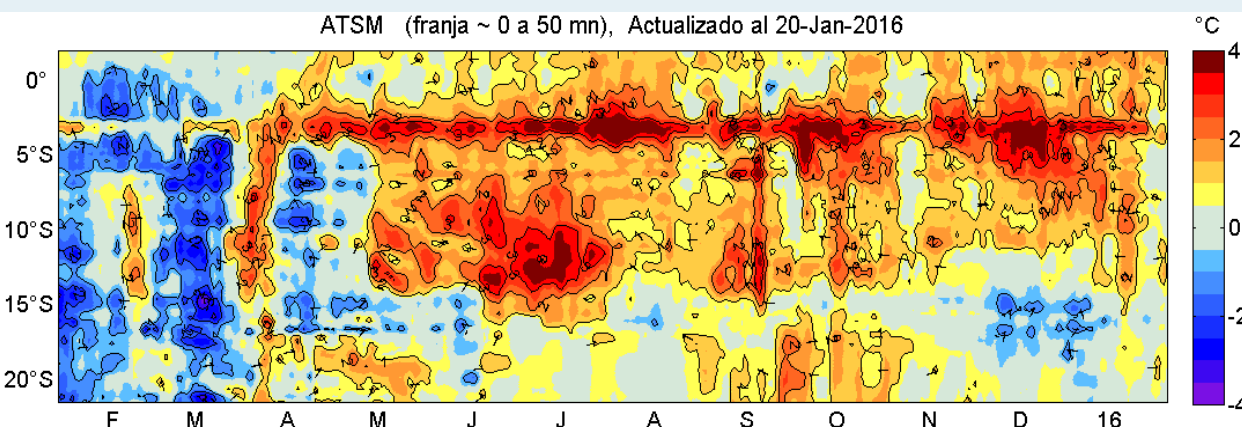 ATSM (franja ~ 0 a 50 mn), Actualizado al 20-Jan-2016
°C
4
2
0
-2
-4
0°
5°S
10°S
15°S
20°S
F M A M J J A S O N D 16